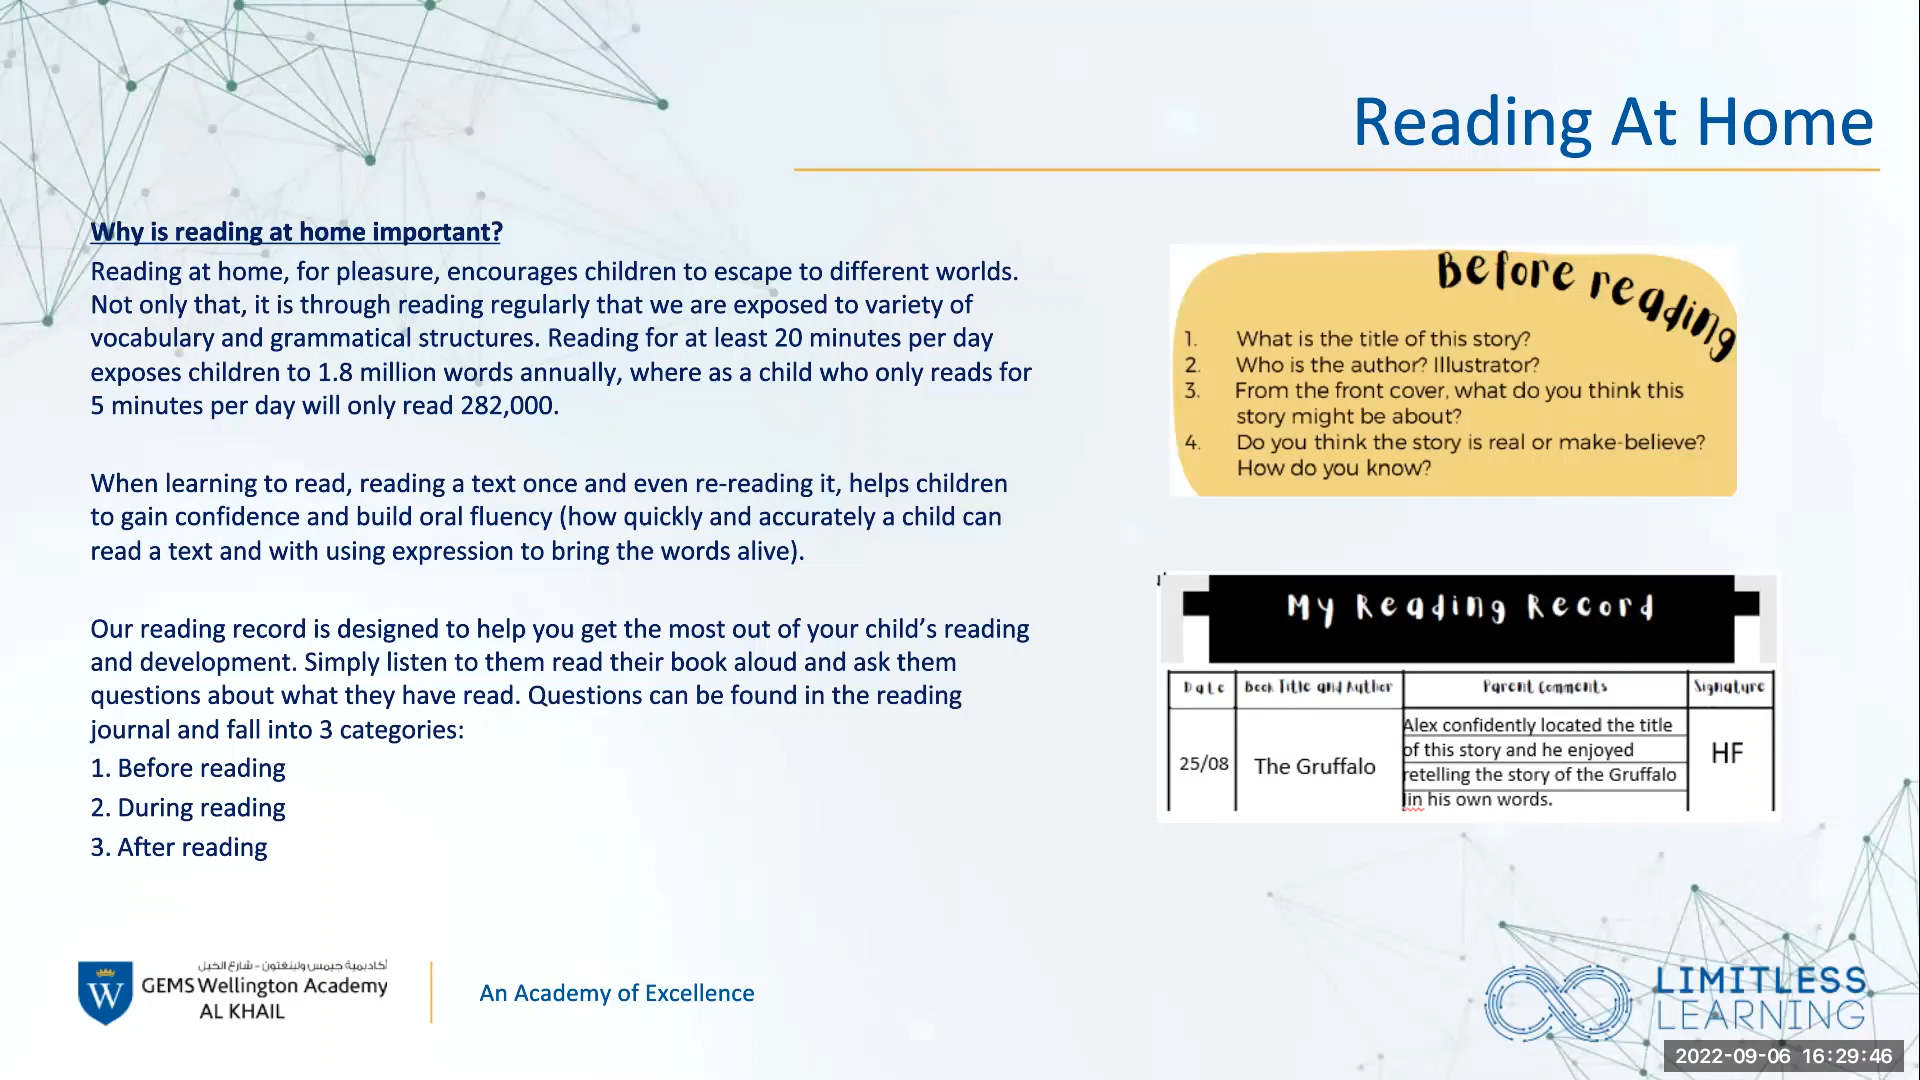 Reading At Home
Why is reading at home important?
Reading at home, for pleasure, encourages children to escape to different worlds.
Not only that, it is through reading regularly that we are exposed to variety of
vocabulary and grammatical structures. Reading for at least 20 minutes per day
exposes children to 1.8 million words annually, where as a child who only reads for
5 minutes per day will only read 282,000.
When learning to read, reading a text once and even re-reading it, helps children
to gain confidence and build oral fluency (how quickly and accurately a child can
read a text and with using expression to bring the words alive).
Our reading record is designed to help you get the most out of your child’s reading
and development. Simply listen to them read their book aloud and ask them
questions about what they have read. Questions can be found in the reading
journal and fall into 3 categories:
1. Before reading
2. During reading
3. After reading
Before reading
1. What is the title of this story?
2. Who is the author? Illustrator?
3. From the front cover, what do you think this
story might be about?
4. Do you think the story is real or make-believe?
How do you know?
My Reading Record
Date Book Title and Author Parent Comments Signature
25/08 The Gruffalo Alex confidently located the title
of this story and he enjoyed
retelling the story of the Gruffalo
in his own words. HF
أكاديمية جيمس ولينغتون - شارع الخيل
GEMS Wellington Academy
AL KHAIL
W
An Academy of Excellence
LIMITLESS
LEARNING
2022-09-06 16:29:46